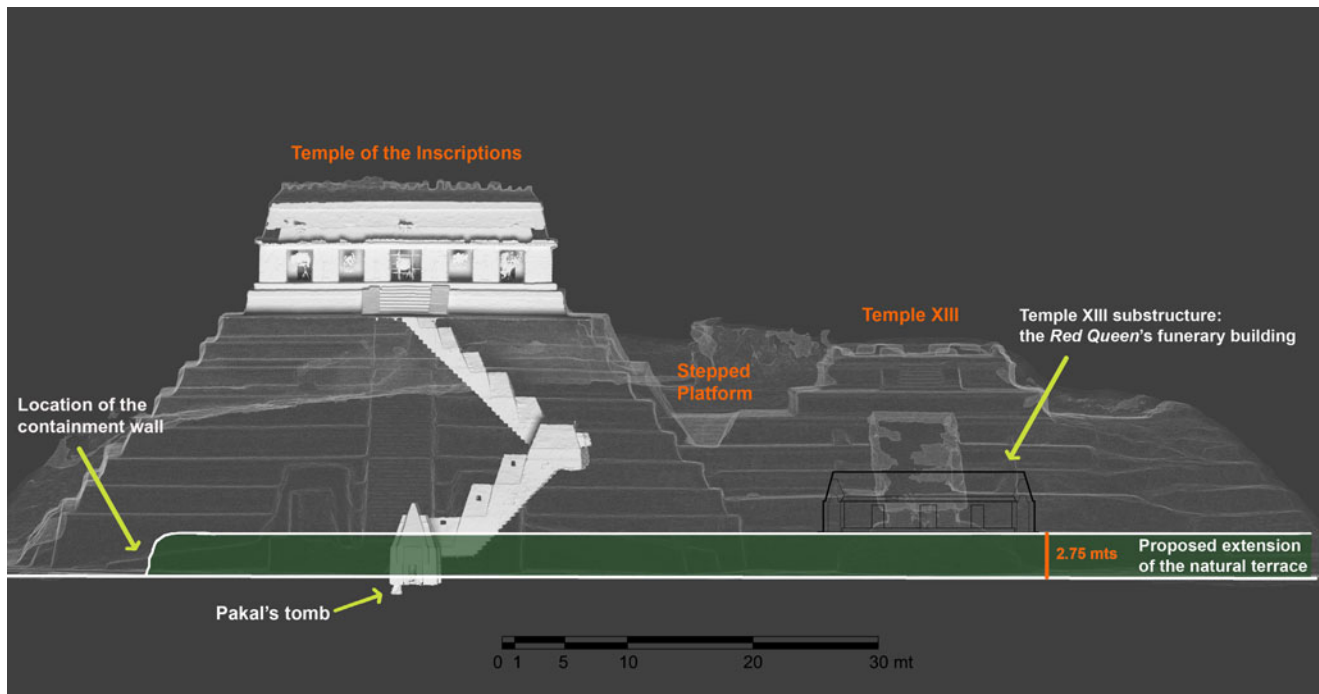 Temple of the Inscriptions
Temple XIII
Temple XIII substructure:
the Red Queen's funerary building
Stepped
Platform
Location of the
containment wall
2.75 mts
Proposed extension
of the natural terrace
Pakal's tomb
0 1 5 10 20 30 mt